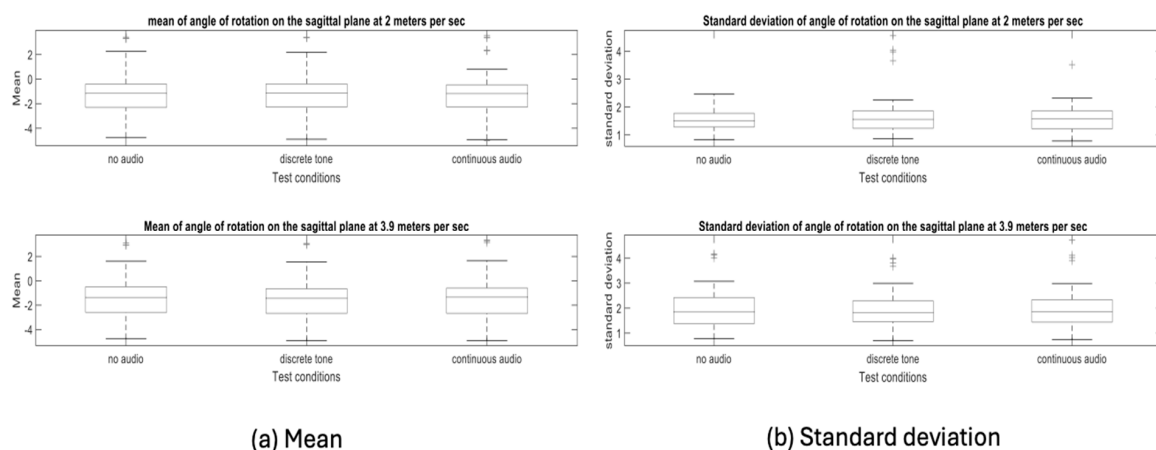 mean of angle of rotation on the sagittal plane at 2 meters per sec
Mean
2
0
-2
-4
no audio discrete tone continuous audio
Test conditions
Mean of angle of rotation on the sagittal plane at 3.9 meters per sec
Mean
2
0
-2
-4
no audio discrete tone continuous audio
Test conditions
(a) Mean
Standard deviation of angle of rotation on the sagittal plane at 2 meters per sec
standard deviation
4
3
2
1
no audio discrete tone continuous audio
Test conditions
Standard deviation of angle of rotation on the sagittal plane at 3.9 meters per sec
standard deviation
4
3
2
1
no audio discrete tone continuous audio
Test conditions
(b) Standard deviation